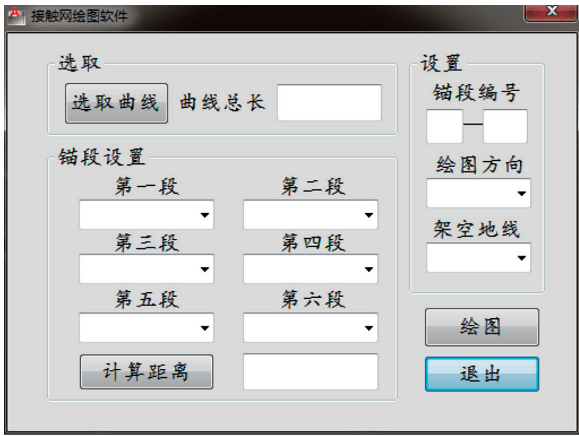 接触网绘图软件
选取
选取曲线 曲线总长
锚段设置
第一段 第二段
第三段 第四段
第五段 第六段
计算距离
设置
锚段编号
—
绘图方向
架空地线
绘图
退出